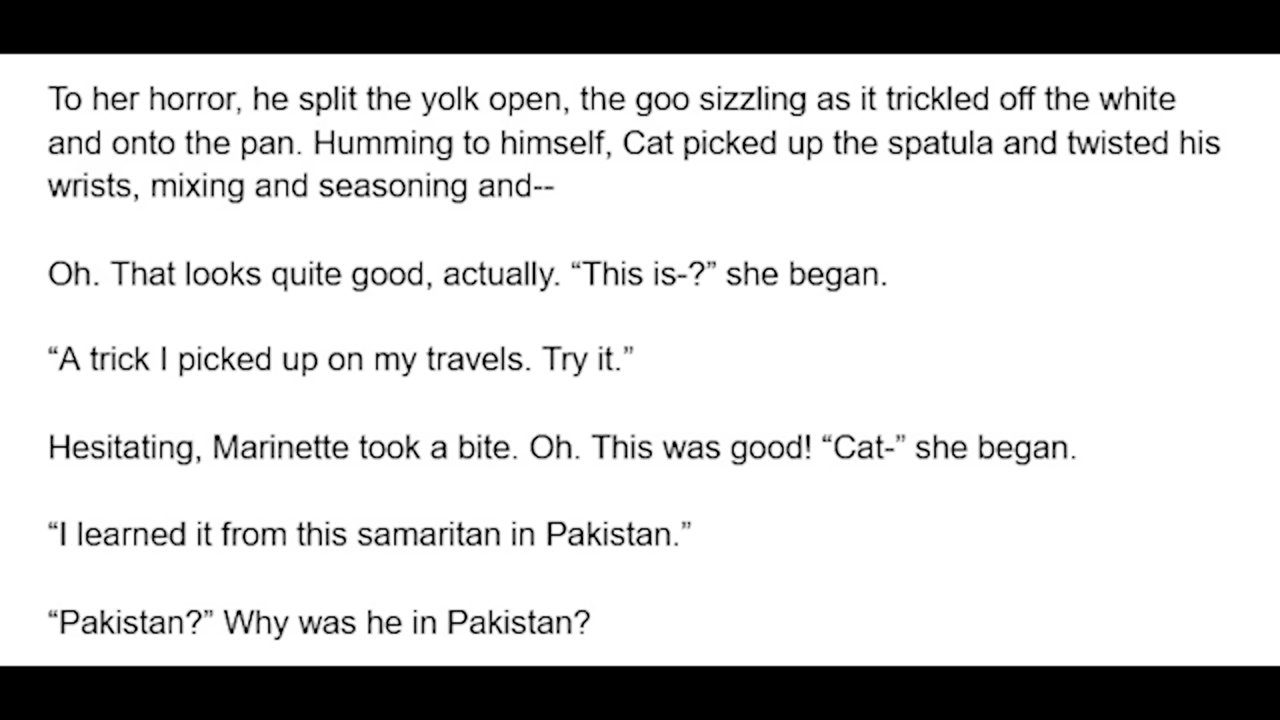 To her horror, he split the yolk open, the goo sizzling as it trickled off the white
and onto the pan. Humming to himself, Cat picked up the spatula and twisted his
wrists, mixing and seasoning and--
Oh. That looks quite good, actually. “This is-?” she began.
“A trick I picked up on my travels. Try it.”
Hesitating, Marinette took a bite. Oh. This was good! “Cat-” she began.
“I learned it from this samaritan in Pakistan.”
“Pakistan?” Why was he in Pakistan?